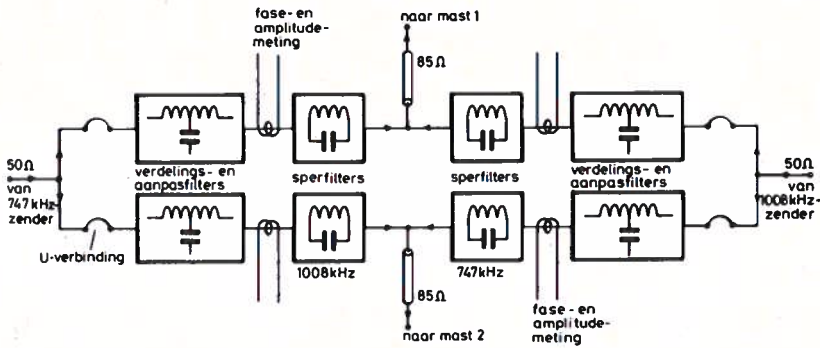 fase- en
amplitude-
meting
naar mast 1
85Ω
50Ω
van
747kHz-
zender
verdelings- en
aanpasfilters
sperfilters
sperfilters
verdelings- en
aanpasfilters
50Ω
van
1008kHz-
zender
U-verbinding
1008kHz
747kHz
85Ω
naar mast 2
fase- en
amplitude-
meting